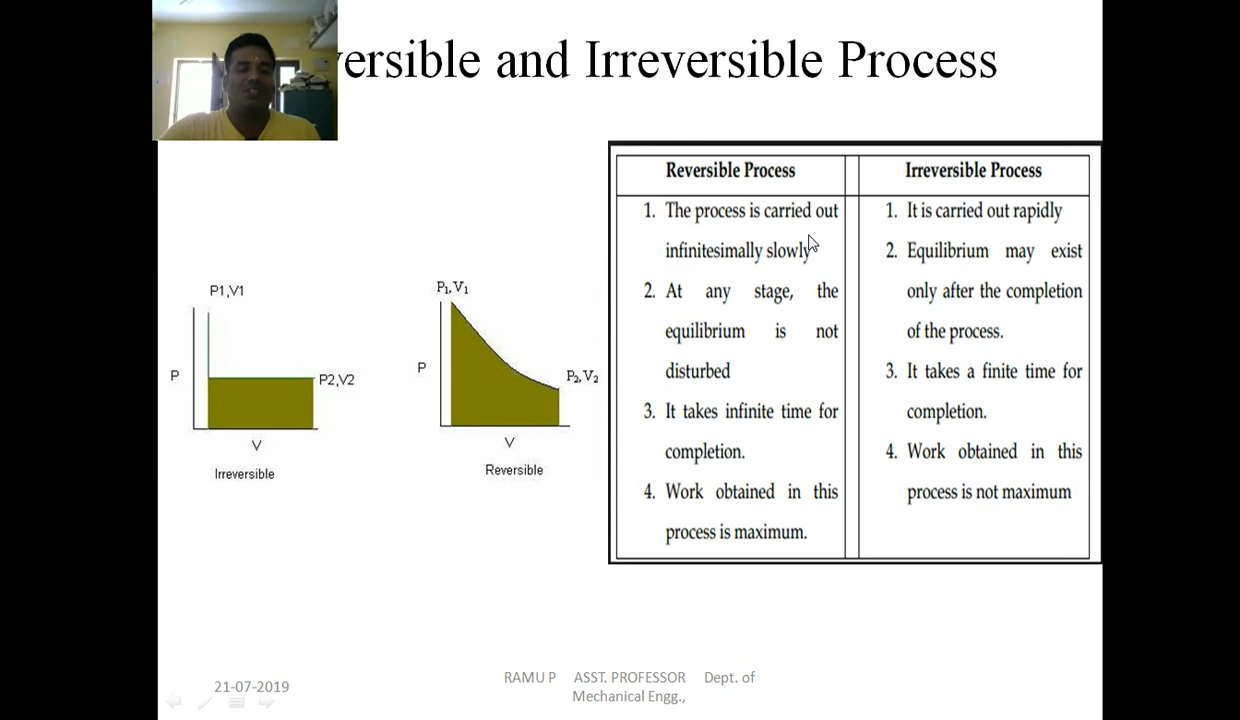 versible and Irreversible Process
Reversible Process
1. The process is carried out
infinitesimally slowly
2. At any stage, the
equilibrium is not
disturbed
3. It takes infinite time for
completion.
4. Work obtained in this
process is maximum.
Irreversible Process
1. It is carried out rapidly
2. Equilibrium may exist
only after the completion
of the process.
3. It takes a finite time for
completion.
4. Work obtained in this
process is not maximum
P1,V1
P
P2,V2
V
Irreversible
P₁, V₁
P
P₂, V₂
V
Reversible
21-07-2019
RAMU P ASST. PROFESSOR Dept. of
Mechanical Engg.,